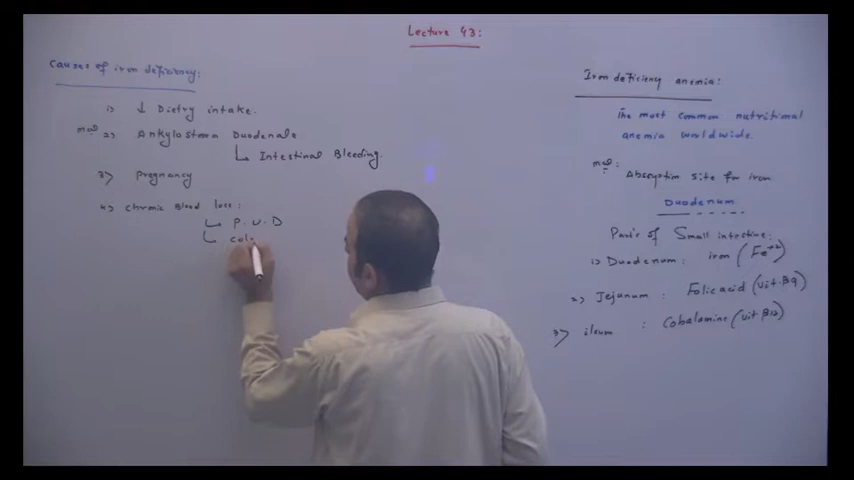 Lecture 43:
Causes of iron deficiency:
1> ↓ Dietry intake.
2> Ankylostoma Duodenale
Intestinal Bleeding.
3> Pregnancy
4> Chronic Blood loss:
P.U.D
colo
Iron deficiency anemia:
The most common nutritional
anemia worldwide
Absorption site for iron
Duodenum
Part's of Small intestine:
1> Duodenum: iron (Fe+2)
2> Jejunum : Folic acid (Vit. B9)
3> ileum : Cobalamine (Vit B12)